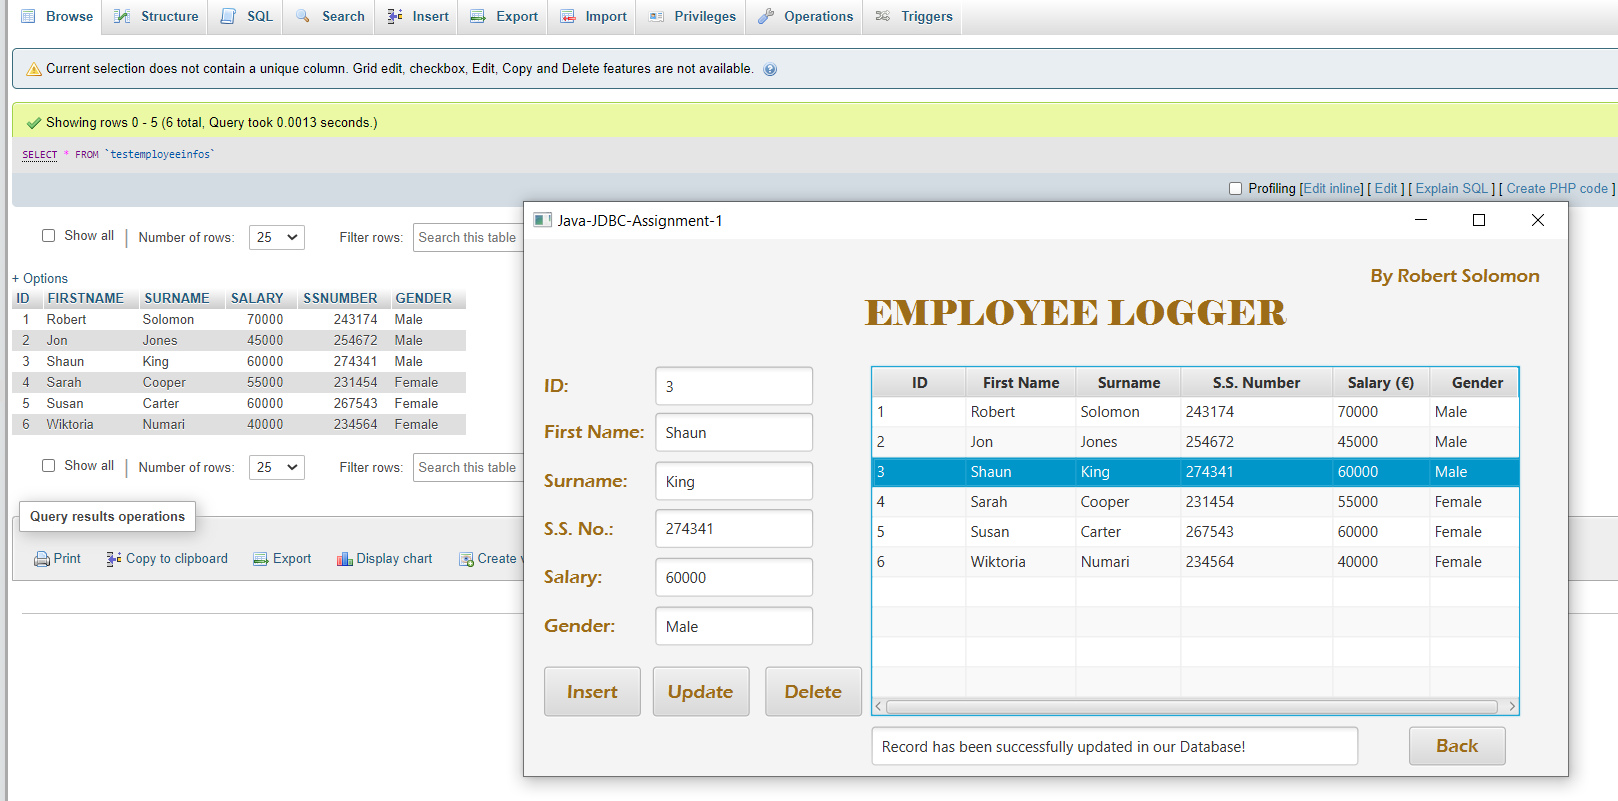 Browse Structure SQL Search Insert Export Import Privileges Operations Triggers
Current selection does not contain a unique column. Grid edit, checkbox, Edit, Copy and Delete features are not available.
Showing rows 0 - 5 (6 total, Query took 0.0013 seconds.)
SELECT * FROM `testemployeeinfos`
Profiling [Edit inline] [ Edit ] [ Explain SQL ] [ Create PHP code ]
Show all | Number of rows: 25 Filter rows: Search this table
+ Options
ID FIRSTNAME SURNAME SALARY SSNUMBER GENDER
1 Robert Solomon 70000 243174 Male
2 Jon Jones 45000 254672 Male
3 Shaun King 60000 274341 Male
4 Sarah Cooper 55000 231454 Female
5 Susan Carter 60000 267543 Female
6 Wiktoria Numari 40000 234564 Female
Show all | Number of rows: 25 Filter rows: Search this table
Query results operations
Print Copy to clipboard Export Display chart Create v
Java-JDBC-Assignment-1
By Robert Solomon
EMPLOYEE LOGGER
ID: 3
First Name: Shaun
Surname: King
S.S. No.: 274341
Salary: 60000
Gender: Male
Insert Update Delete
ID First Name Surname S.S. Number Salary (€) Gender
1 Robert Solomon 243174 70000 Male
2 Jon Jones 254672 45000 Male
3 Shaun King 274341 60000 Male
4 Sarah Cooper 231454 55000 Female
5 Susan Carter 267543 60000 Female
6 Wiktoria Numari 234564 40000 Female
Record has been successfully updated in our Database!
Back